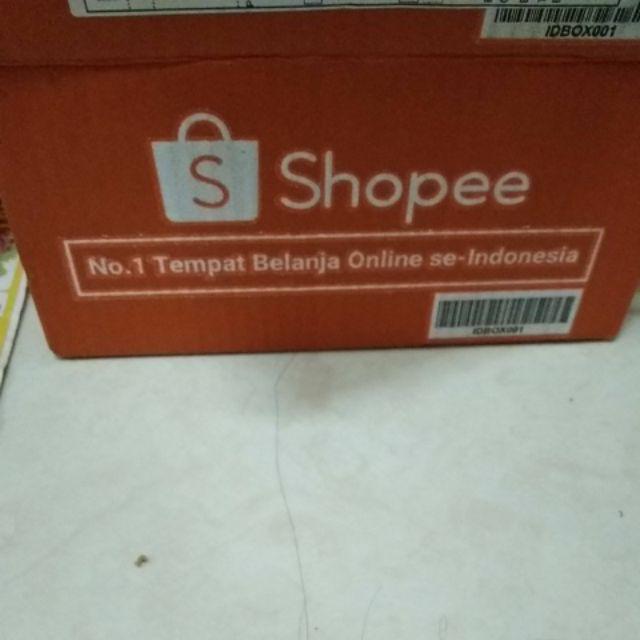 IDBOX001
S Shopee
No.1 Tempat Belanja Online se-Indonesia
IDBOX001